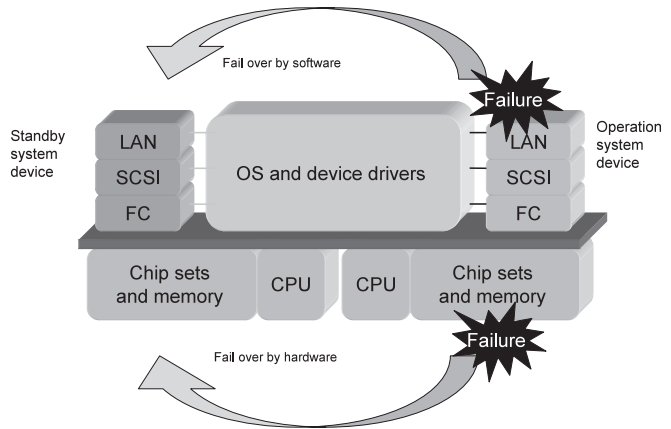 Fail over by software
Failure
Standby
system
device
LAN
SCSI
FC
OS and device drivers
LAN
SCSI
FC
Operation
system
device
Chip sets
and memory
CPU
CPU
Chip sets
and memory
Failure
Fail over by hardware